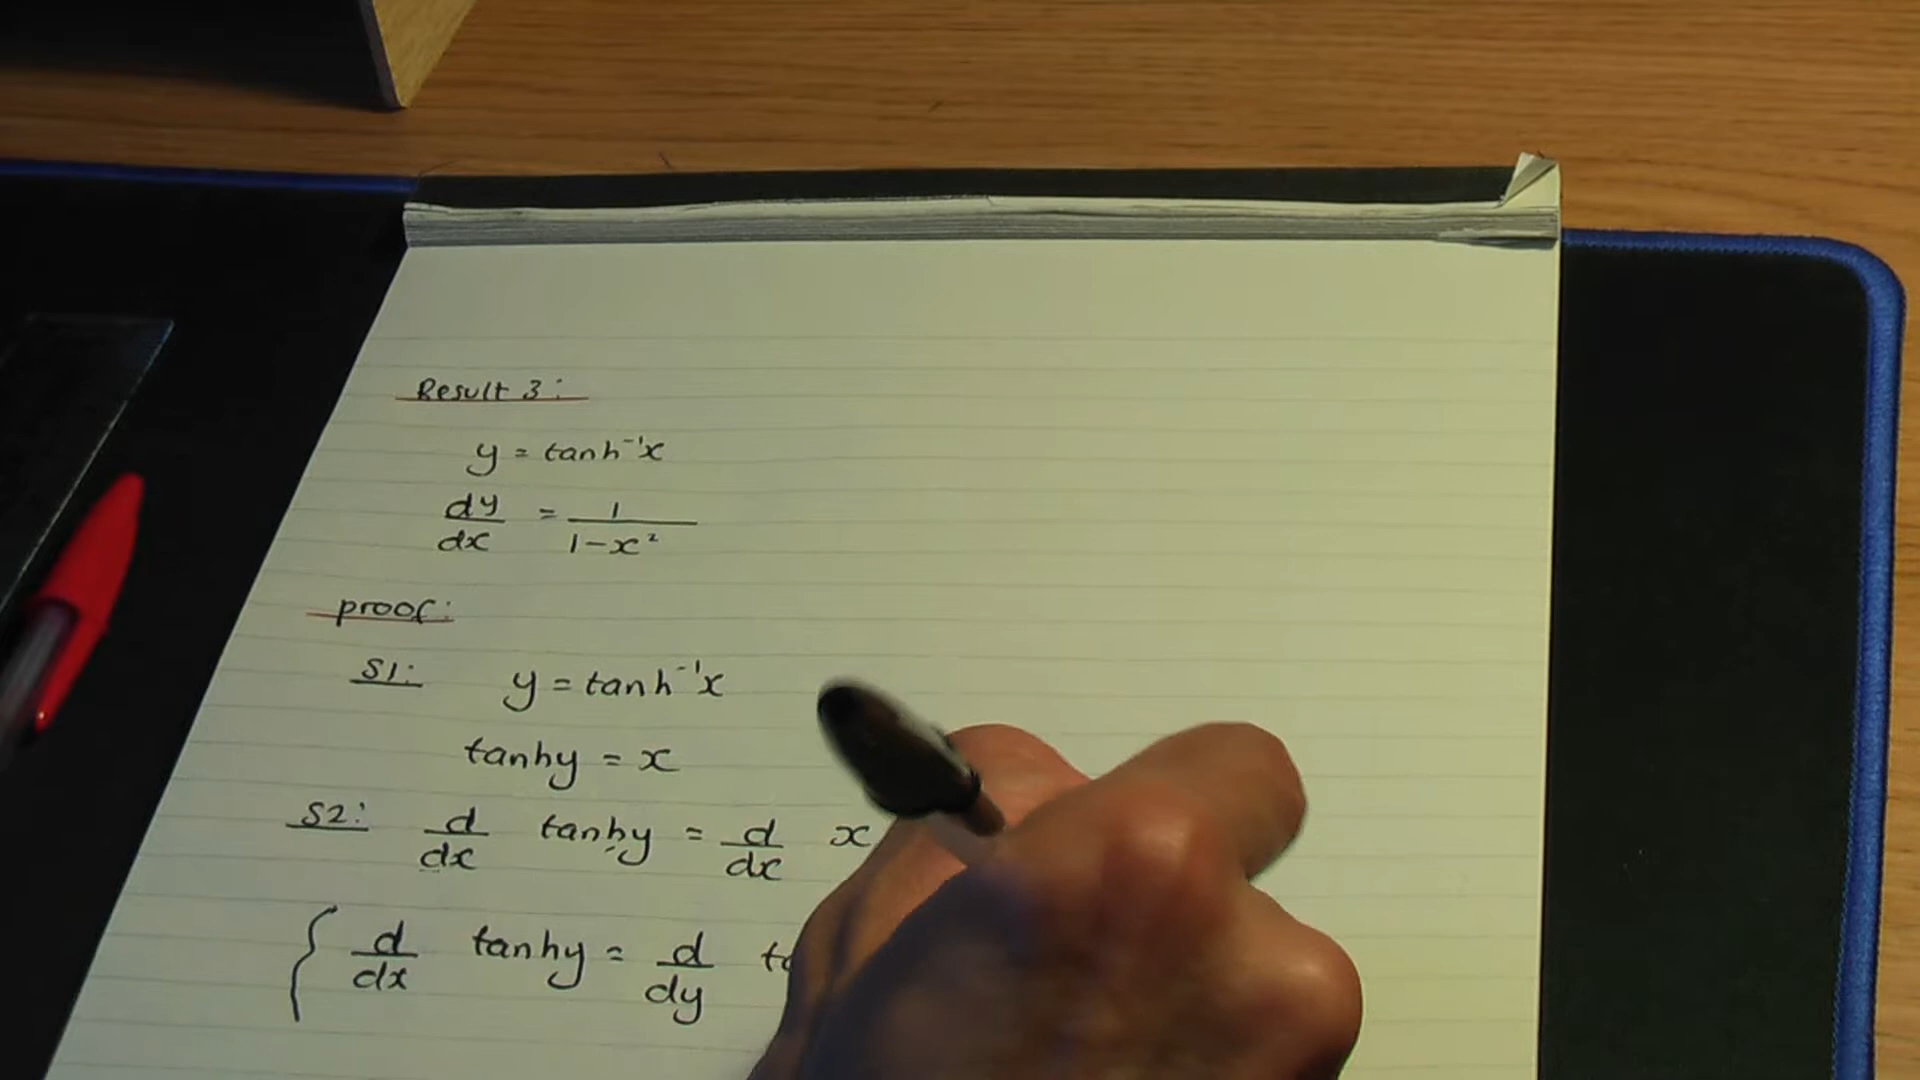 Result 3:
y = tanh⁻¹x
dy/dx = 1/(1-x²)
proof:
S1: y = tanh⁻¹x
tanhy = x
S2: d/dx tanhy = d/dx x
{ d/dx tanhy = d/dy